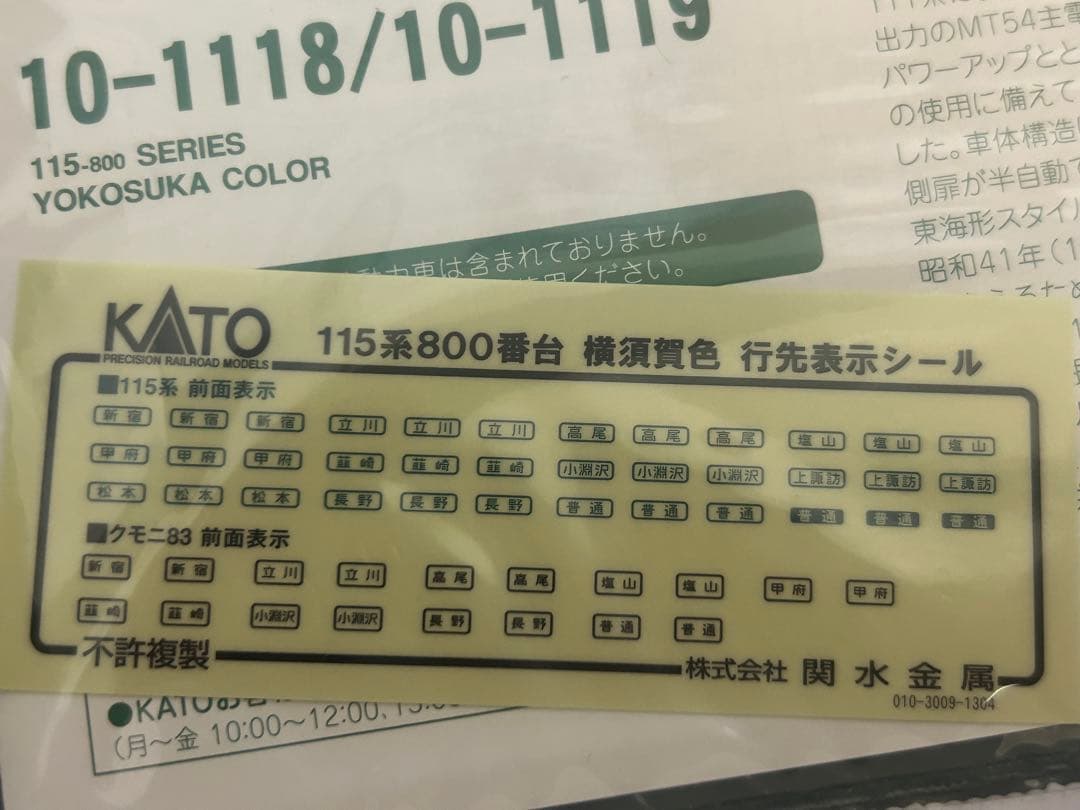 10-1118/10-1119
115-800 SERIES
YOKOSUKA COLOR
出力のMT54主電
パワーアップとと
の使用に備えて
した。車体構造
側扉が半自動で
東海形スタイル
昭和41年(1
車は含まれておりません。
ください。
KATO
PRECISION RAILROAD MODELS
115系800番台 横須賀色 行先表示シール
■115系 前面表示
新宿 新宿 新宿 立川 立川 立川 高尾 高尾 高尾 塩山 塩山 塩山
甲府 甲府 甲府 韮崎 韮崎 韮崎 小淵沢 小淵沢 小淵沢 上諏訪 上諏訪 上諏訪
松本 松本 松本 長野 長野 長野 普通 普通 普通 普通 普通 普通
■クモニ83 前面表示
新宿 新宿 立川 立川 高尾 高尾 塩山 塩山 甲府 甲府
韮崎 韮崎 小淵沢 小淵沢 長野 長野 普通 普通
不許複製
株式会社 関水金属
010-3009-1304
●KATOお
(月～金 10:00～12:00、13: